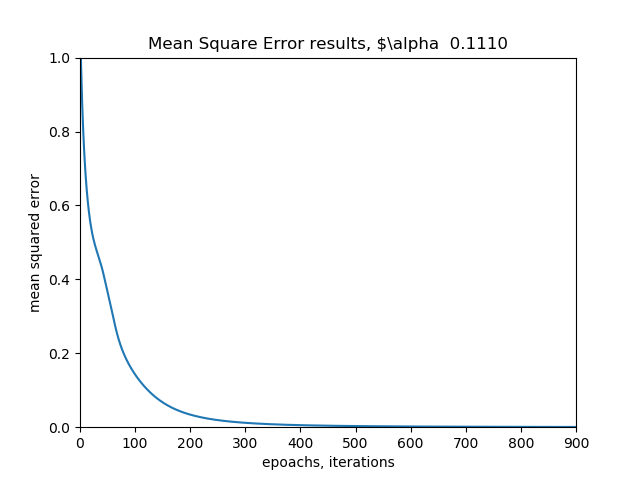 Mean Square Error results, $\alpha  0.1110
1.0
0.8
0.6
0.4
0.2
0.0
mean squared error
0 100 200 300 400 500 600 700 800 900
epoachs, iterations